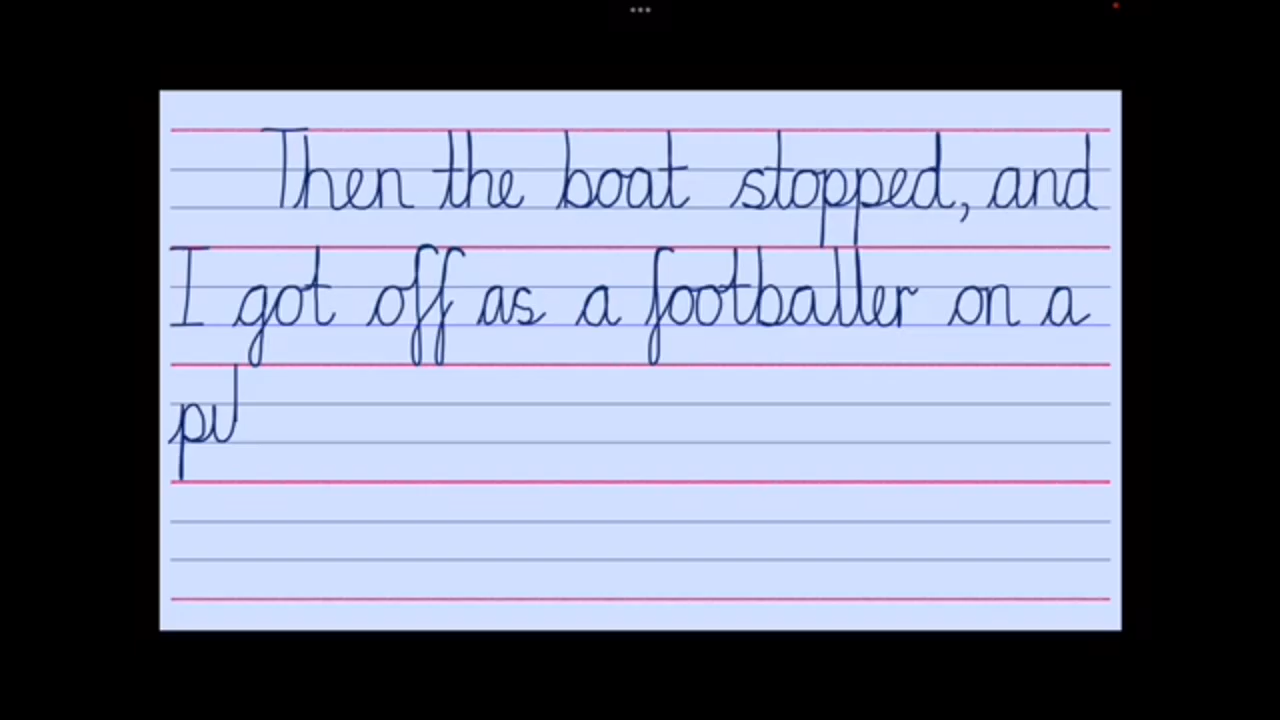 Then the boat stopped, and
I got off as a footballer on a